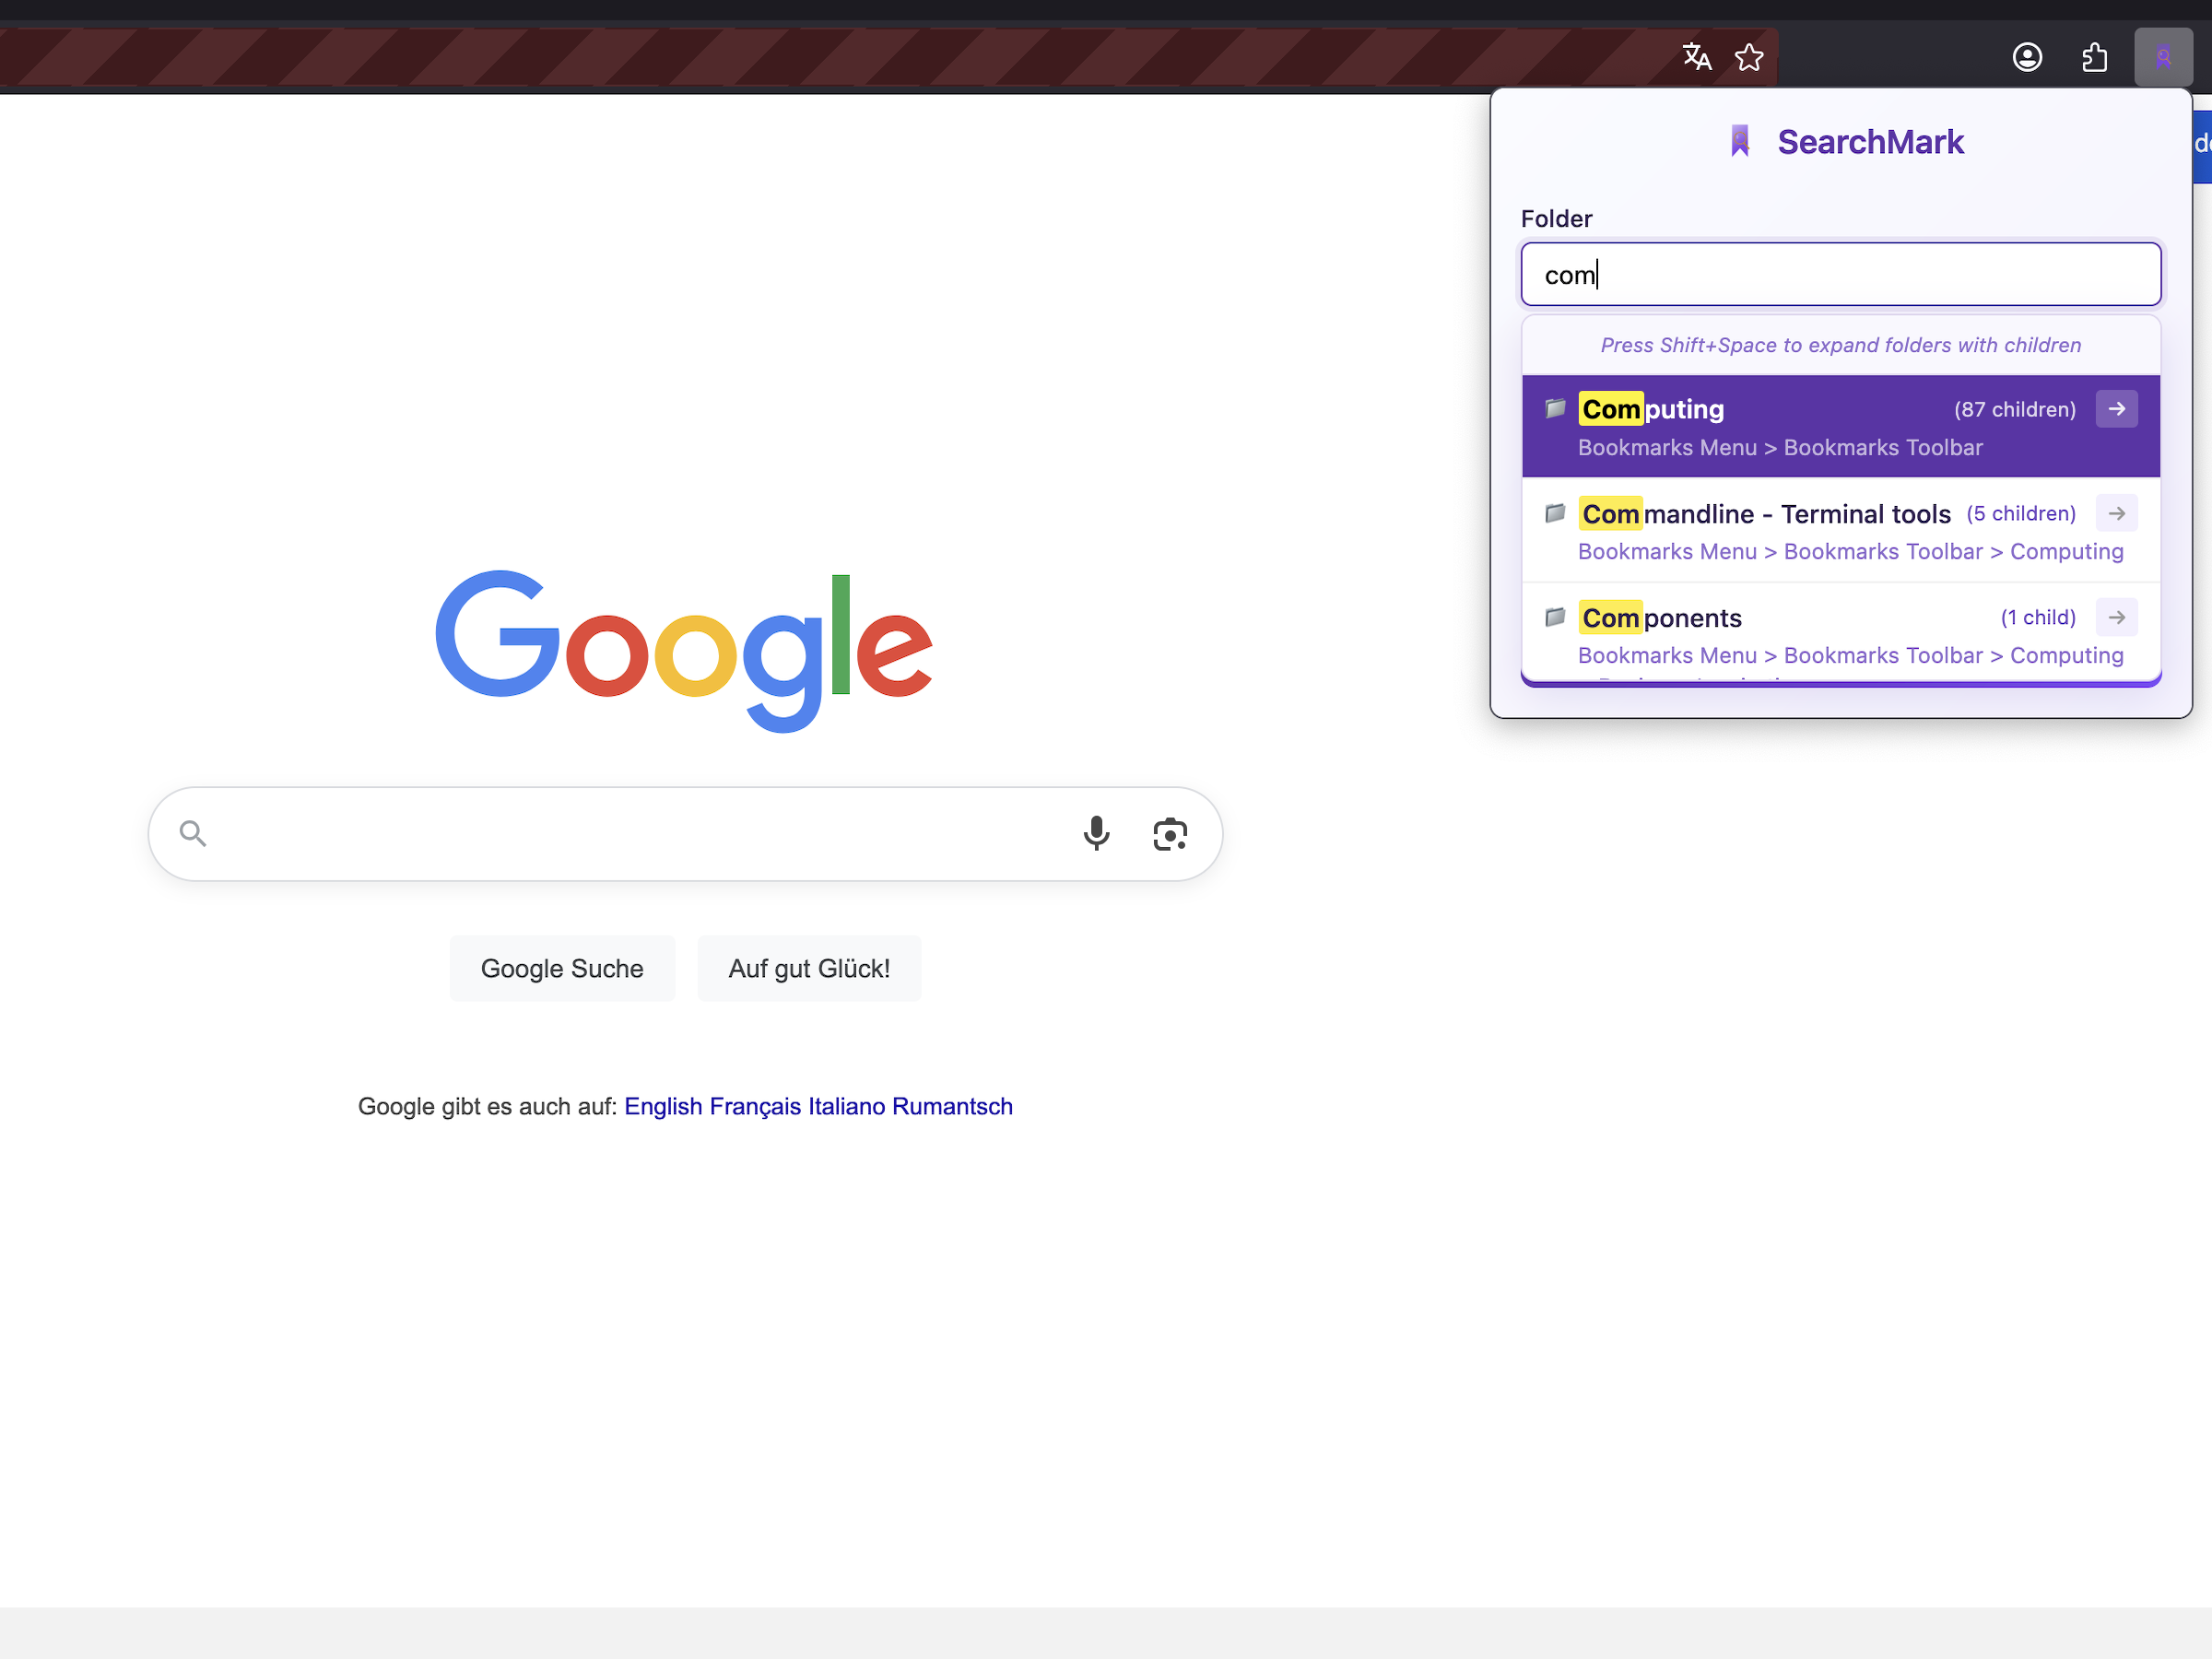 SearchMark
Folder
com
Press Shift+Space to expand folders with children
Computing (87 children)
Bookmarks Menu > Bookmarks Toolbar
Commandline - Terminal tools (5 children)
Bookmarks Menu > Bookmarks Toolbar > Computing
Components (1 child)
Bookmarks Menu > Bookmarks Toolbar > Computing
Google
Google Suche
Auf gut Glück!
Google gibt es auch auf: English Français Italiano Rumantsch